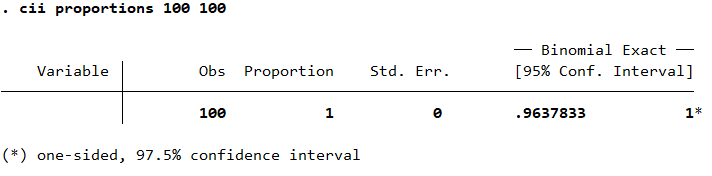 . cii proportions 100 100
── Binomial Exact ──
Variable Obs Proportion Std. Err. [95% Conf. Interval]
100 1 0 .9637833 1*
(*) one-sided, 97.5% confidence interval